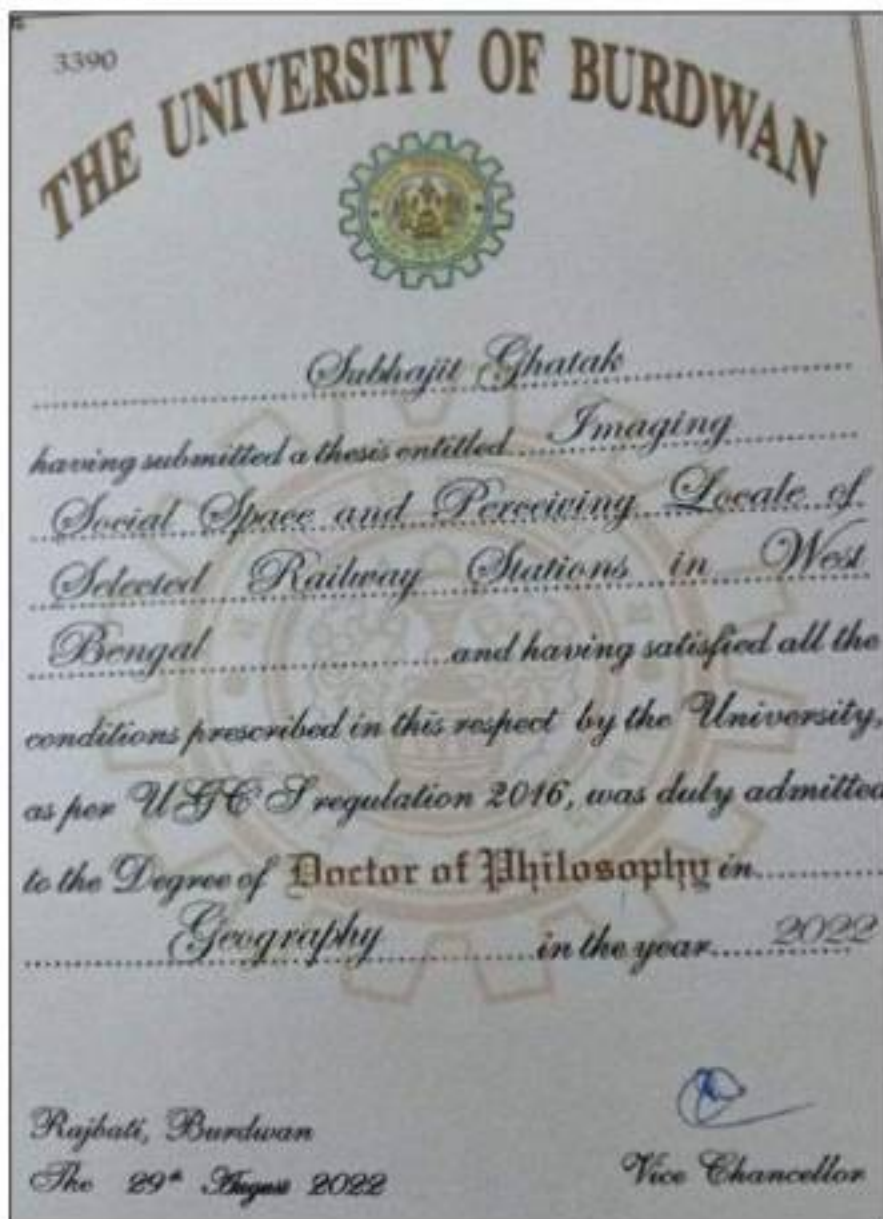 3390
THE UNIVERSITY OF BURDWAN
Subhajit Ghatak
having submitted a thesis entitled Imaging
Social Space and Perceiving Locale of
Selected Railway Stations in West
Bengal and having satisfied all the
conditions prescribed in this respect by the University,
as per UGC'S regulation 2016, was duly admitted
to the Degree of Doctor of Philosophy in
Geography in the year 2022
Rajbati, Burdwan
The 29th August 2022
Vice Chancellor